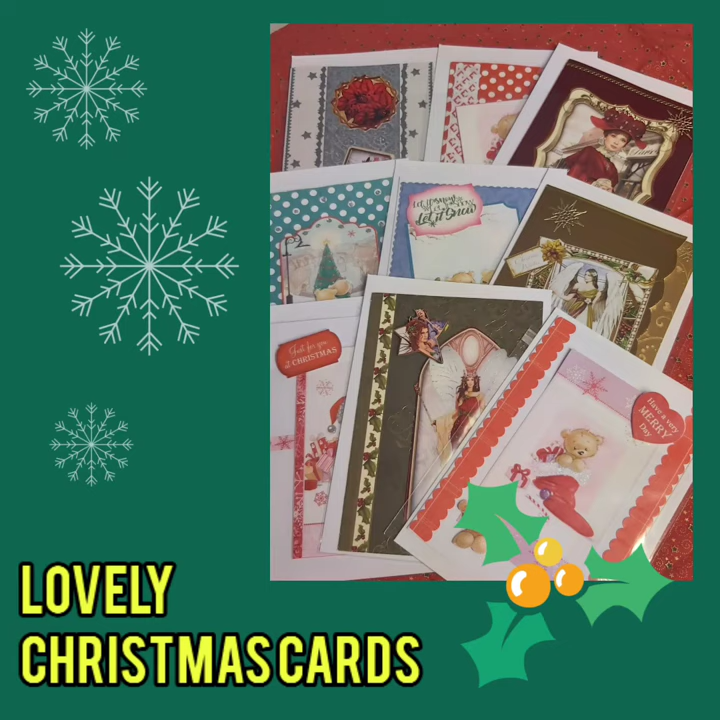 Let it Snow
Just for you
at CHRISTMAS
Have a very
MERRY
Day
LOVELY
CHRISTMAS CARDS